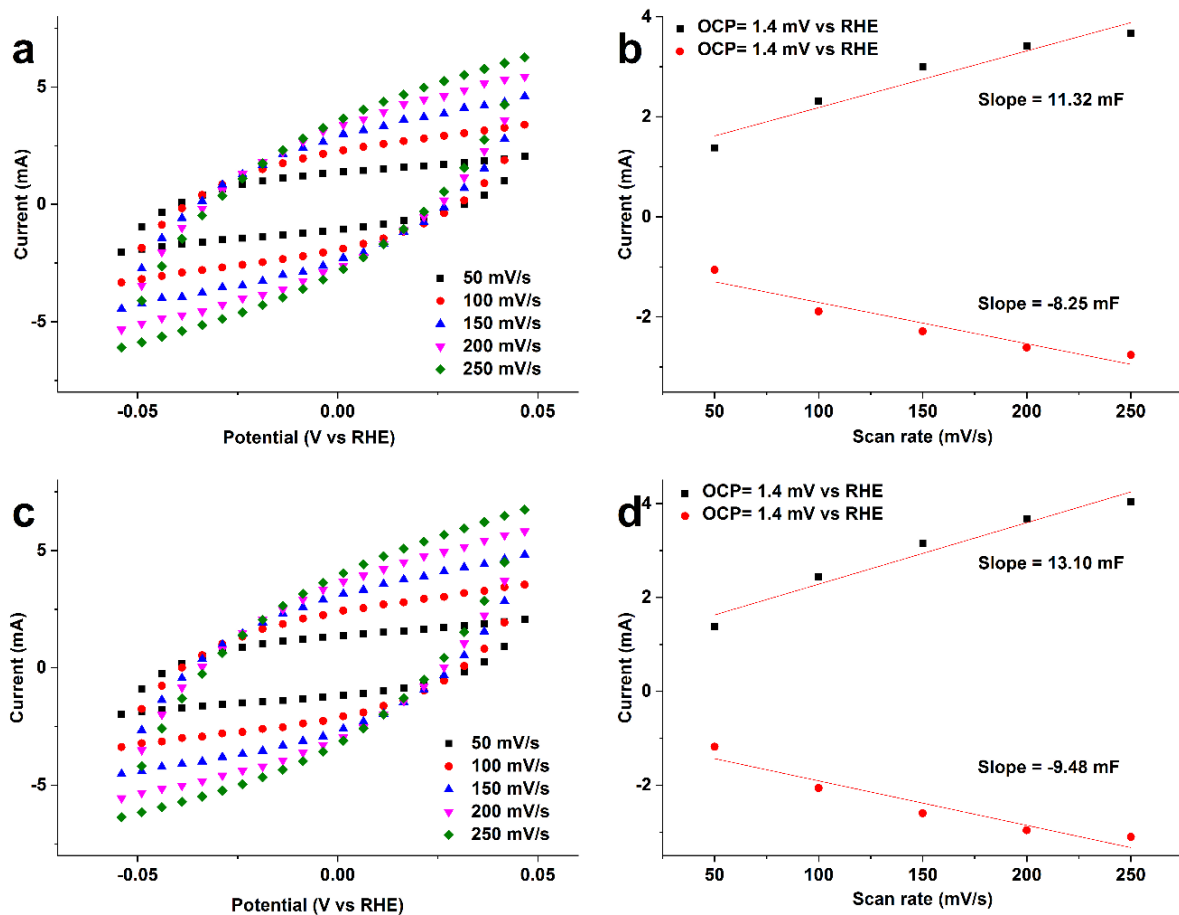 a
5
0
-5
Current (mA)
-0.05
0.00
0.05
Potential (V vs RHE)
50 mV/s
100 mV/s
150 mV/s
200 mV/s
250 mV/s
b
4
2
0
-2
Current (mA)
OCP= 1.4 mV vs RHE
OCP= 1.4 mV vs RHE
Slope = 11.32 mF
Slope = -8.25 mF
50
100
150
200
250
Scan rate (mV/s)
c
5
0
-5
Current (mA)
-0.05
0.00
0.05
Potential (V vs RHE)
50 mV/s
100 mV/s
150 mV/s
200 mV/s
250 mV/s
d
4
2
0
-2
Current (mA)
OCP= 1.4 mV vs RHE
OCP= 1.4 mV vs RHE
Slope = 13.10 mF
Slope = -9.48 mF
50
100
150
200
250
Scan rate (mV/s)